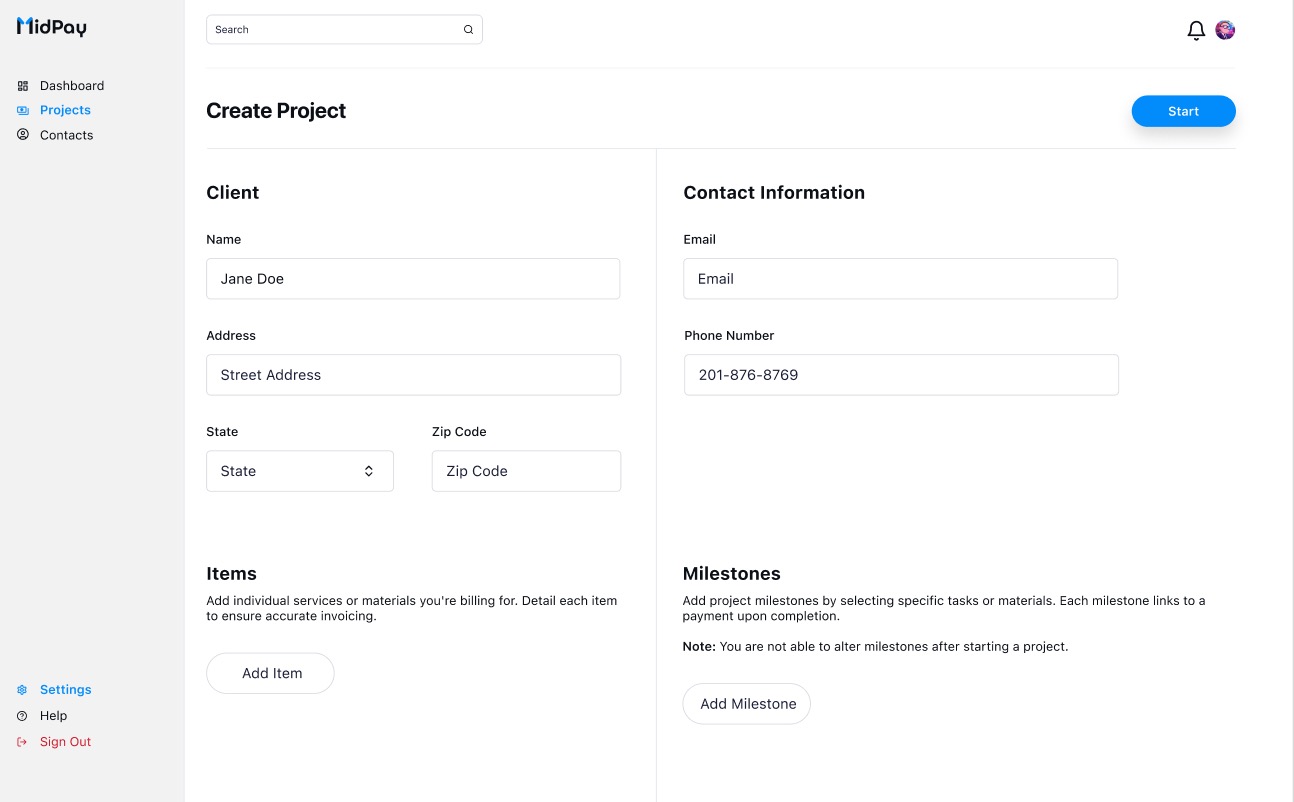 MidPay
Search
Dashboard
Projects
Contacts
Settings
Help
Sign Out
Create Project
Start
Client
Name
Jane Doe
Address
Street Address
State
Zip Code
State
Zip Code
Contact Information
Email
Email
Phone Number
201-876-8769
Items
Add individual services or materials you're billing for. Detail each item
to ensure accurate invoicing.
Add Item
Milestones
Add project milestones by selecting specific tasks or materials. Each milestone links to a
payment upon completion.
Note: You are not able to alter milestones after starting a project.
Add Milestone